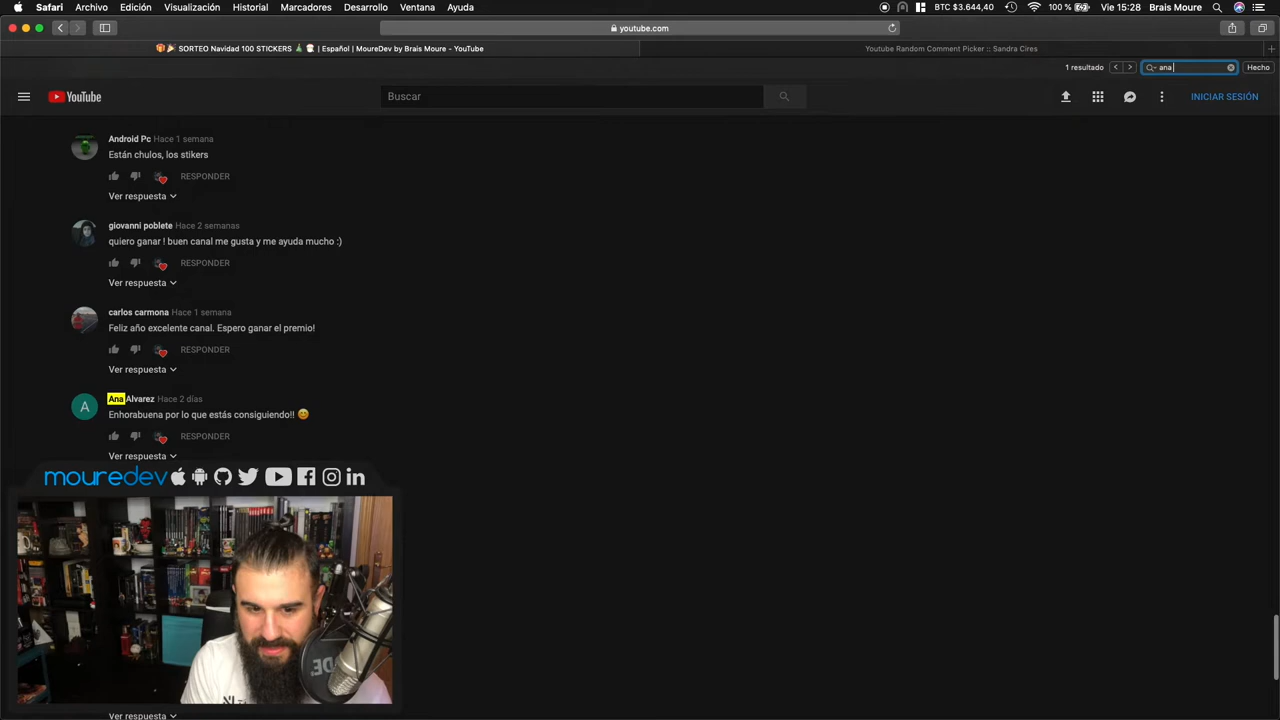 Safari Archivo Edición Visualización Historial Marcadores Desarrollo Ventana Ayuda BTC $3.644,40 100 % Vie 15:28 Brais Moure
youtube.com
🎁🎉 SORTEO Navidad 100 STICKERS 🎄🎅 | Español | MoureDev by Brais Moure - YouTube
Youtube Random Comment Picker :: Sandra Cires
1 resultado
ana
Hecho
YouTube
Buscar
INICIAR SESIÓN
Android Pc Hace 1 semana
Están chulos, los stikers
RESPONDER
Ver respuesta
giovanni poblete Hace 2 semanas
quiero ganar ! buen canal me gusta y me ayuda mucho :)
RESPONDER
Ver respuesta
carlos carmona Hace 1 semana
Feliz año excelente canal. Espero ganar el premio!
RESPONDER
Ver respuesta
A
Ana Alvarez Hace 2 días
Enhorabuena por lo que estás consiguiendo!! 😀
RESPONDER
Ver respuesta
mouredev
Ver respuesta